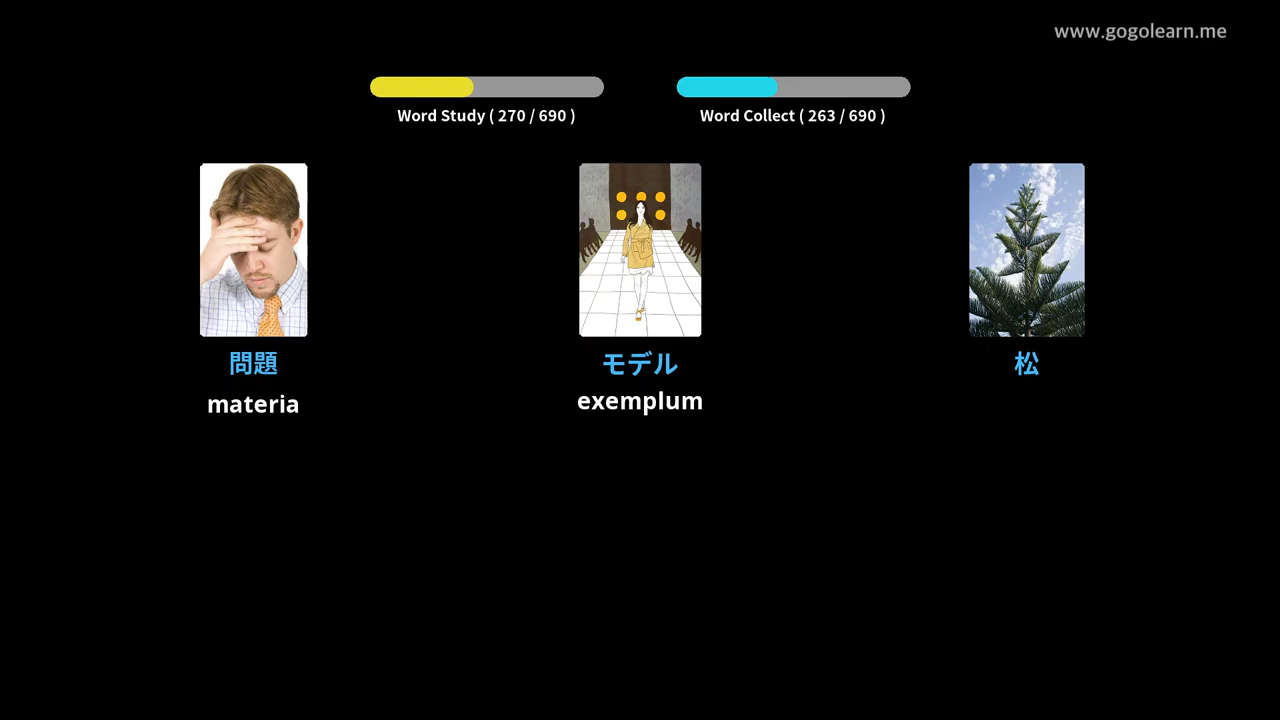 www.gogolearn.me
Word Study ( 270 / 690 )
Word Collect ( 263 / 690 )
問題
モデル
松
materia
exemplum